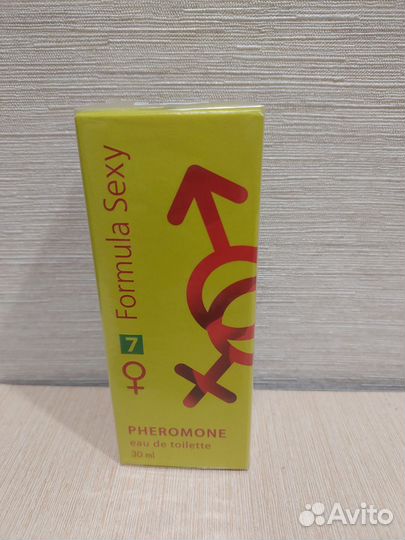 7 Formula Sexy
PHEROMONE
eau de toilette
30 ml
Avito